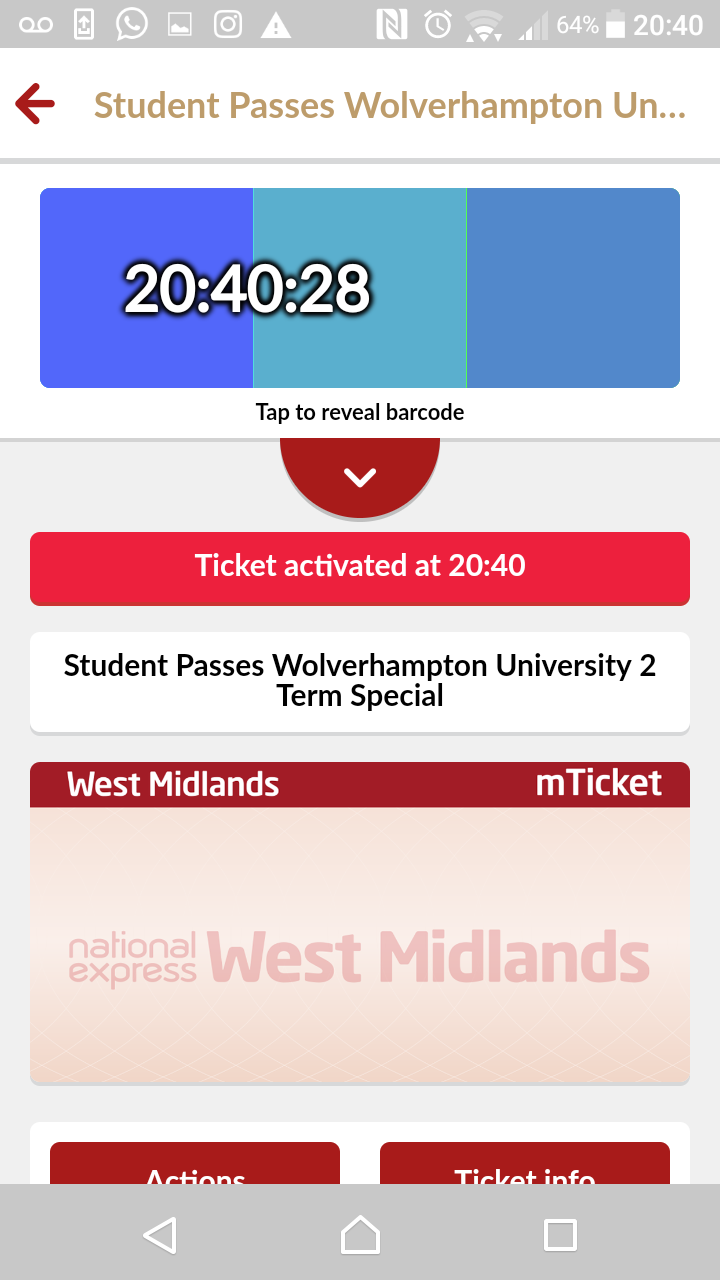 64% 20:40
Student Passes Wolverhampton Un...
20:40:28
Tap to reveal barcode
Ticket activated at 20:40
Student Passes Wolverhampton University 2
Term Special
West Midlands mTicket
national
express West Midlands
Actions Ticket info